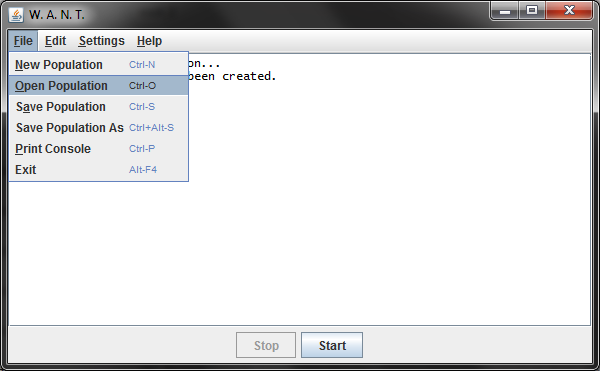 W. A. N. T.
File Edit Settings Help
on...
been created.
New Population Ctrl-N
Open Population Ctrl-O
Save Population Ctrl-S
Save Population As Ctrl+Alt-S
Print Console Ctrl-P
Exit Alt-F4
Stop Start